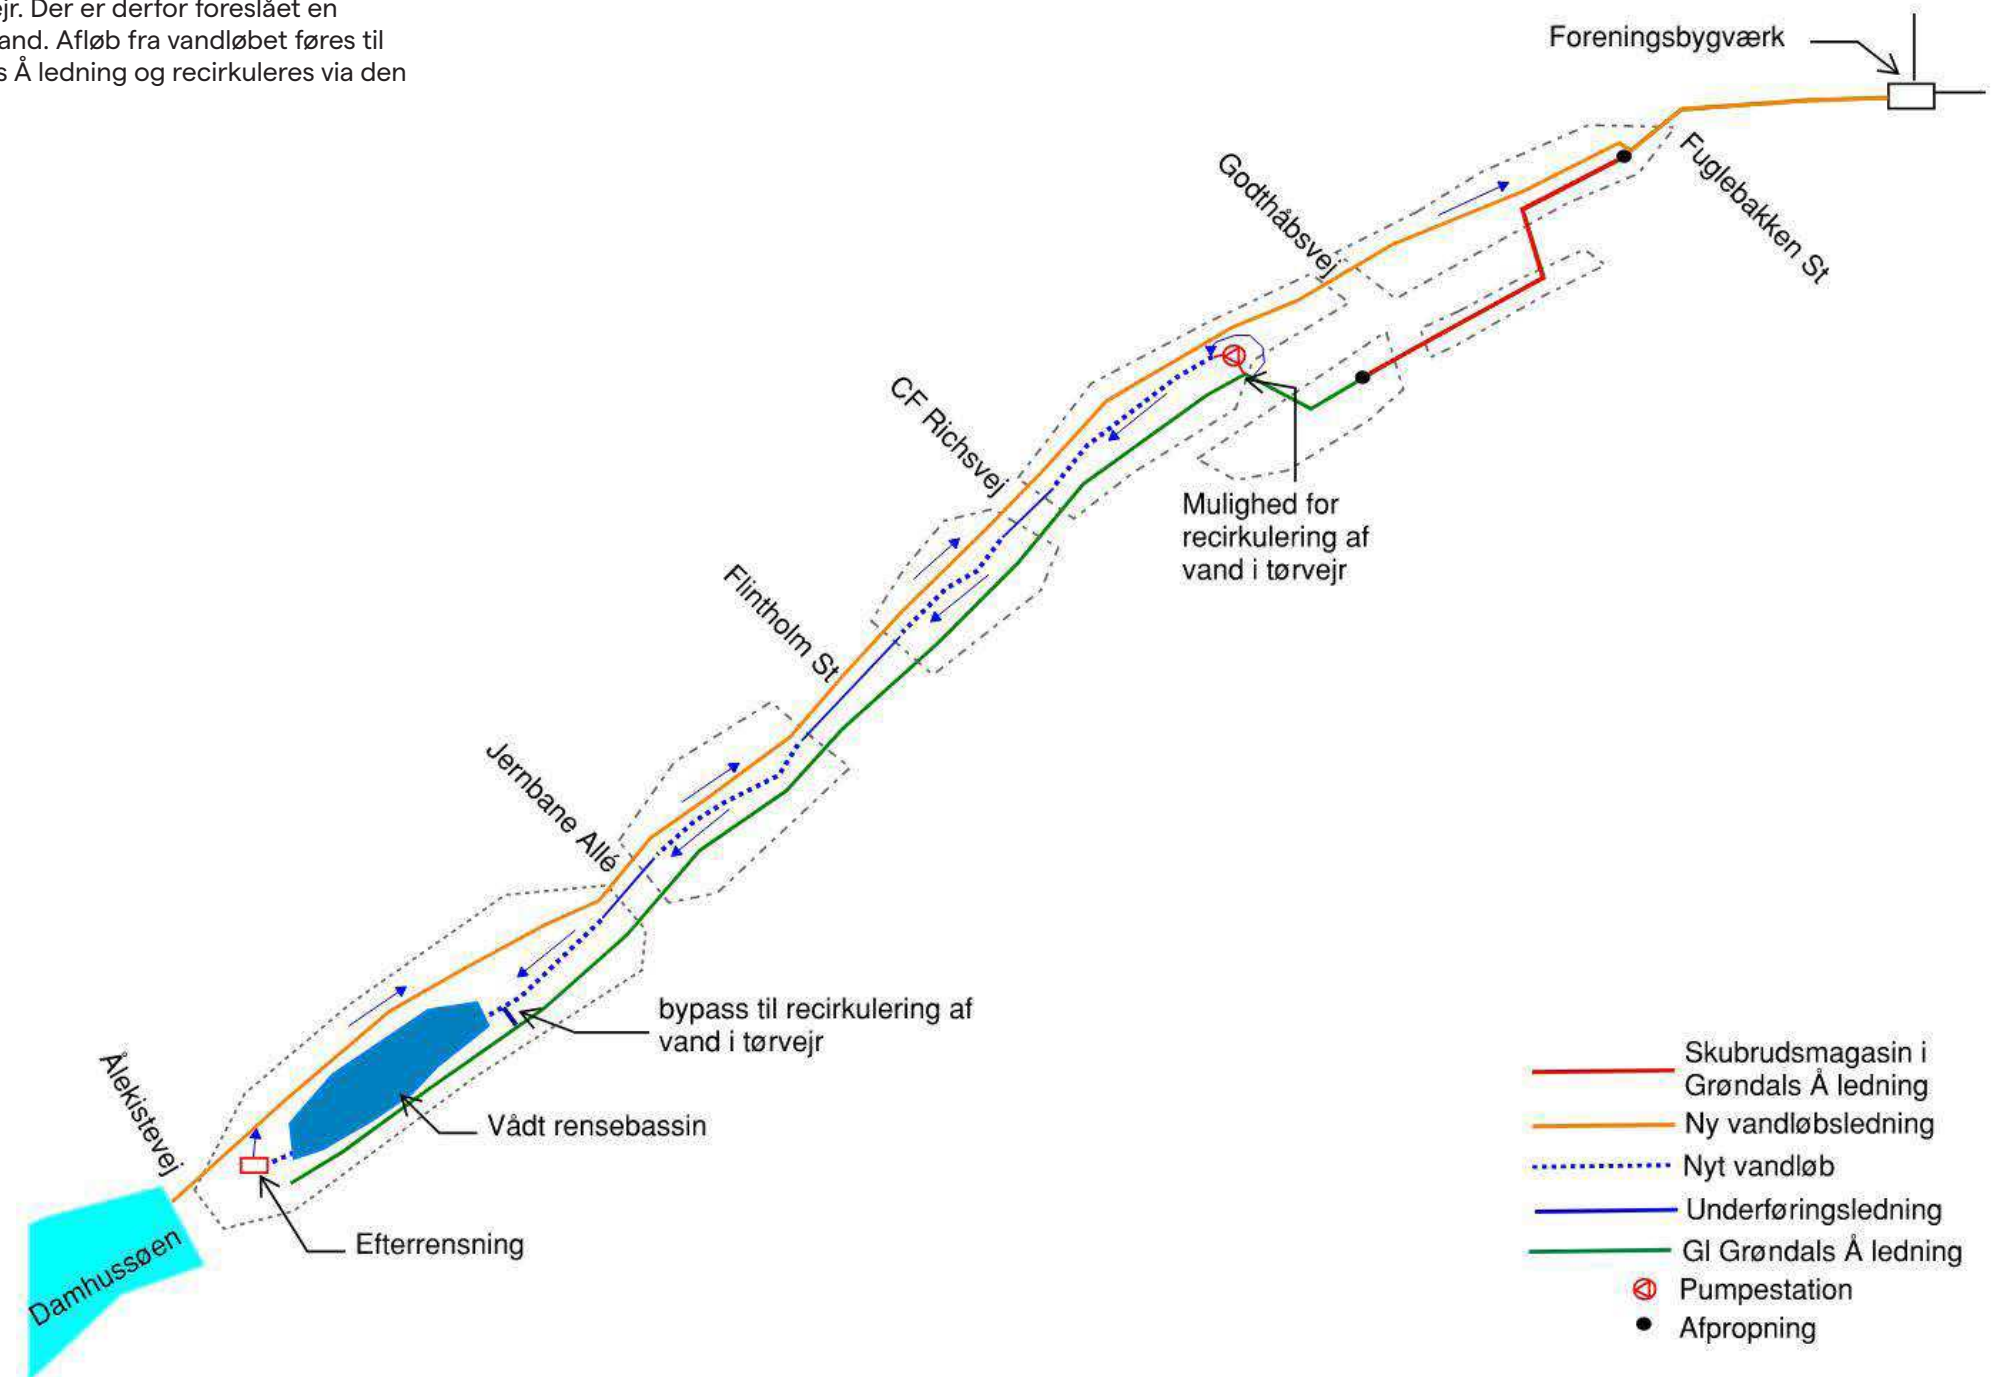 ejr. Der er derfor foreslået en
and. Afløb fra vandløbet føres til
s Å ledning og recirkuleres via den
Foreningsbygværk
Fuglebakken St
Godthåbsvej
CF Richsvej
Mulighed for
recirkulering af
vand i tørvejr
Flintholm St
Jernbane Allé
bypass til recirkulering af
vand i tørvejr
Ålekistevej
Vådt rensebassin
Efterrensning
Damhussøen
Skubrudsmagasin i
Grøndals Å ledning
Ny vandløbsledning
Nyt vandløb
Underføringsledning
Gl Grøndals Å ledning
Pumpestation
Afpropning